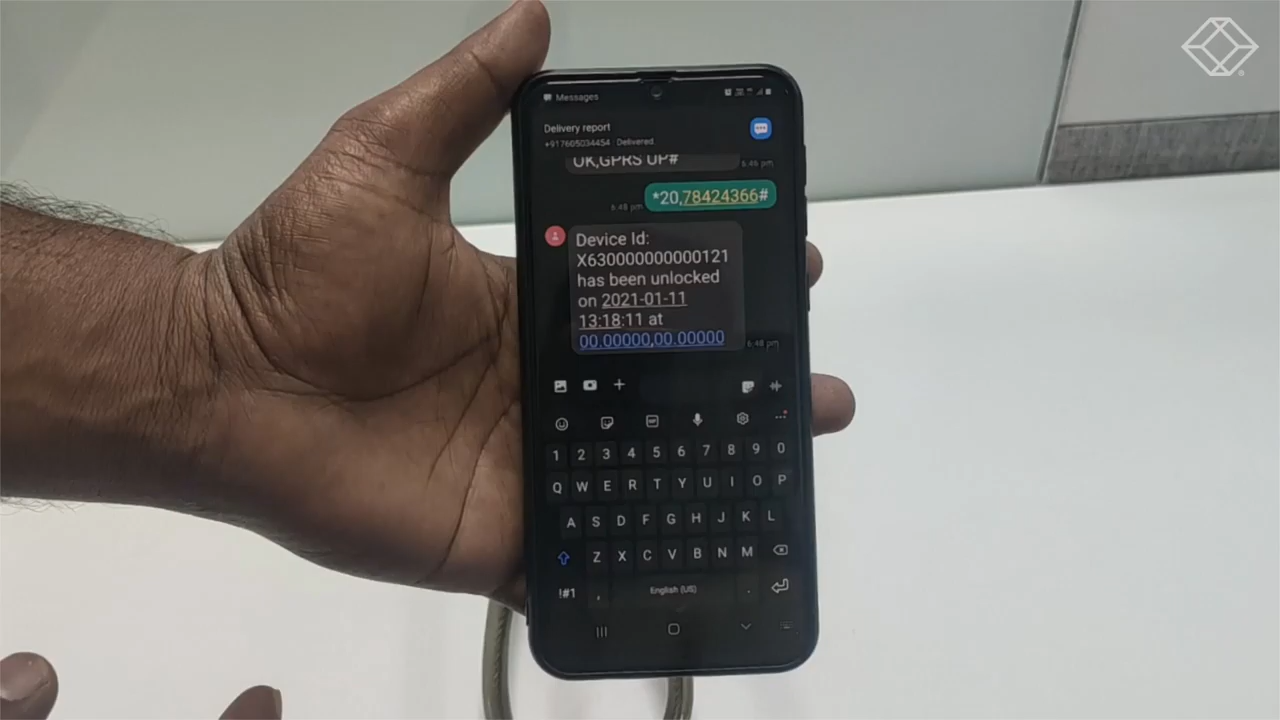 Messages
Delivery report
+917605034454 · Delivered.
OK,GPRS UP#
6:46 pm
*20,78424366#
6:48 pm
Device Id:
X630000000000121
has been unlocked
on 2021-01-11
13:18:11 at
00.00000,00.00000
6:48 pm
1 2 3 4 5 6 7 8 9 0
Q W E R T Y U I O P
A S D F G H J K L
Z X C V B N M
!#1 , English (US) .